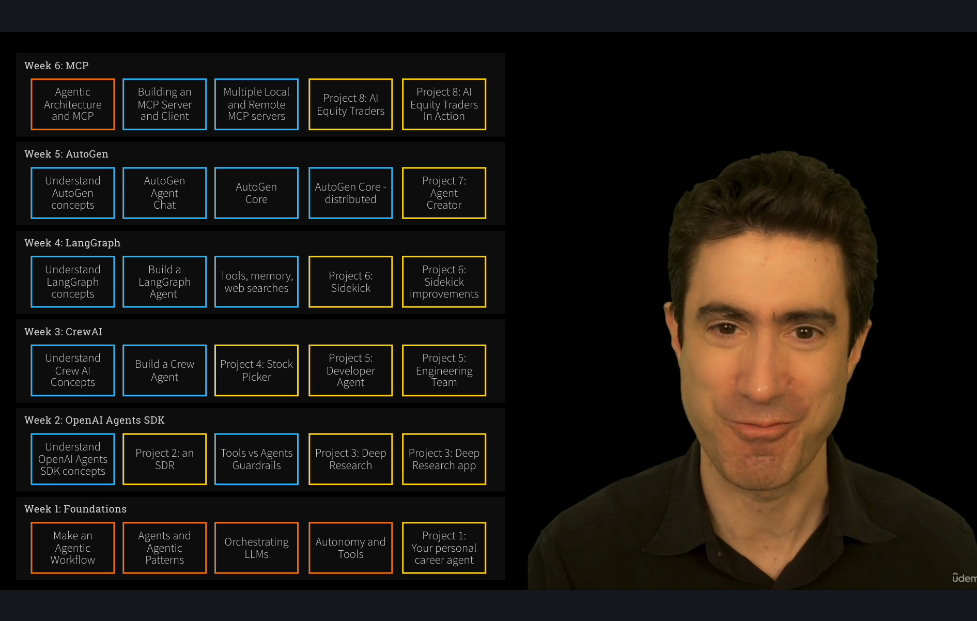 Week 6: MCP
Agentic
Architecture
and MCP
Building an
MCP Server
and Client
Multiple Local
and Remote
MCP servers
Project 8: AI
Equity Traders
Project 8: AI
Equity Traders
In Action
Week 5: AutoGen
Understand
AutoGen
concepts
AutoGen
Agent
Chat
AutoGen
Core
AutoGen Core -
distributed
Project 7:
Agent
Creator
Week 4: LangGraph
Understand
LangGraph
concepts
Build a
LangGraph
Agent
Tools, memory,
web searches
Project 6:
Sidekick
Project 6:
Sidekick
improvements
Week 3: CrewAI
Understand
Crew AI
Concepts
Build a Crew
Agent
Project 4: Stock
Picker
Project 5:
Developer
Agent
Project 5:
Engineering
Team
Week 2: OpenAI Agents SDK
Understand
OpenAI Agents
SDK concepts
Project 2: an
SDR
Tools vs Agents
Guardrails
Project 3: Deep
Research
Project 3: Deep
Research app
Week 1: Foundations
Make an
Agentic
Workflow
Agents and
Agentic
Patterns
Orchestrating
LLMs
Autonomy and
Tools
Project 1:
Your personal
career agent
ûdem